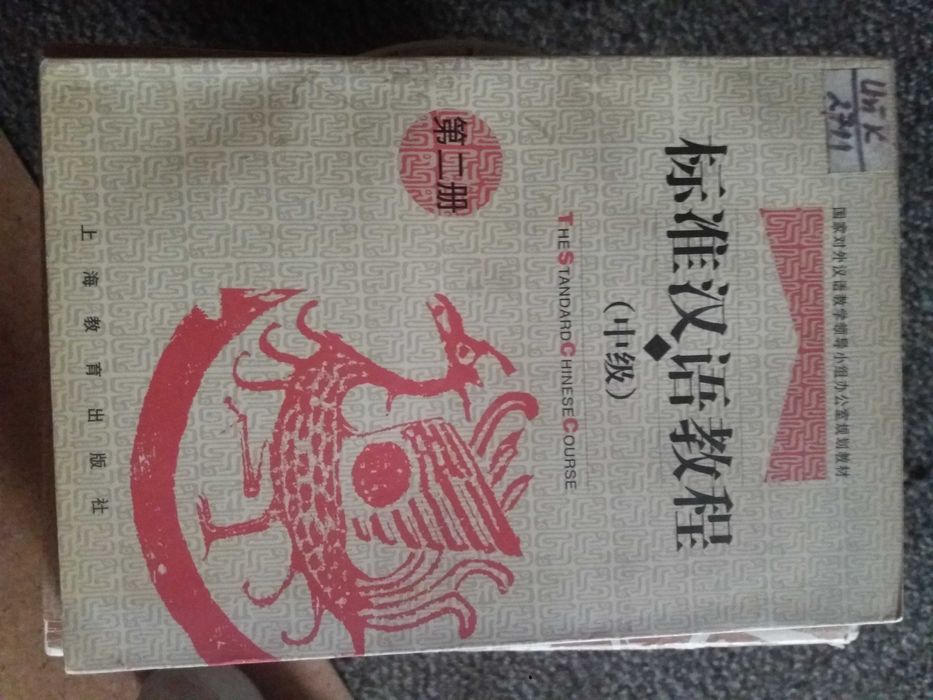 国家对外汉语教学领导小组办公室规划教材
标准汉语教程
（中级）
THE STANDARD CHINESE COURSE
第二册
上海教育出版社